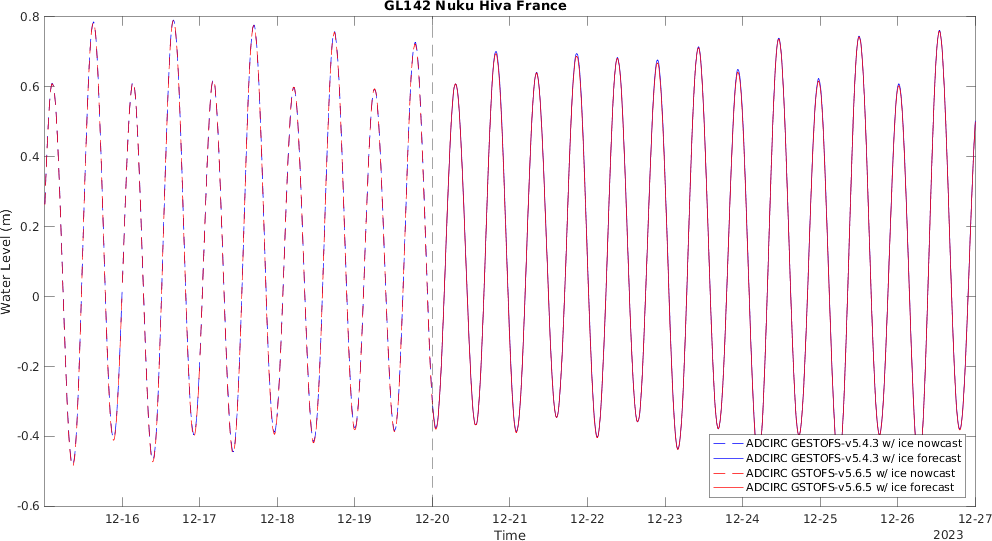 GL142 Nuku Hiva France
0.8
0.6
0.4
0.2
0
-0.2
-0.4
-0.6
Water Level (m)
ADCIRC GESTOFS-v5.4.3 w/ ice nowcast
ADCIRC GESTOFS-v5.4.3 w/ ice forecast
ADCIRC GSTOFS-v5.6.5 w/ ice nowcast
ADCIRC GSTOFS-v5.6.5 w/ ice forecast
12-16 12-17 12-18 12-19 12-20 12-21 12-22 12-23 12-24 12-25 12-26 12-27
Time
2023